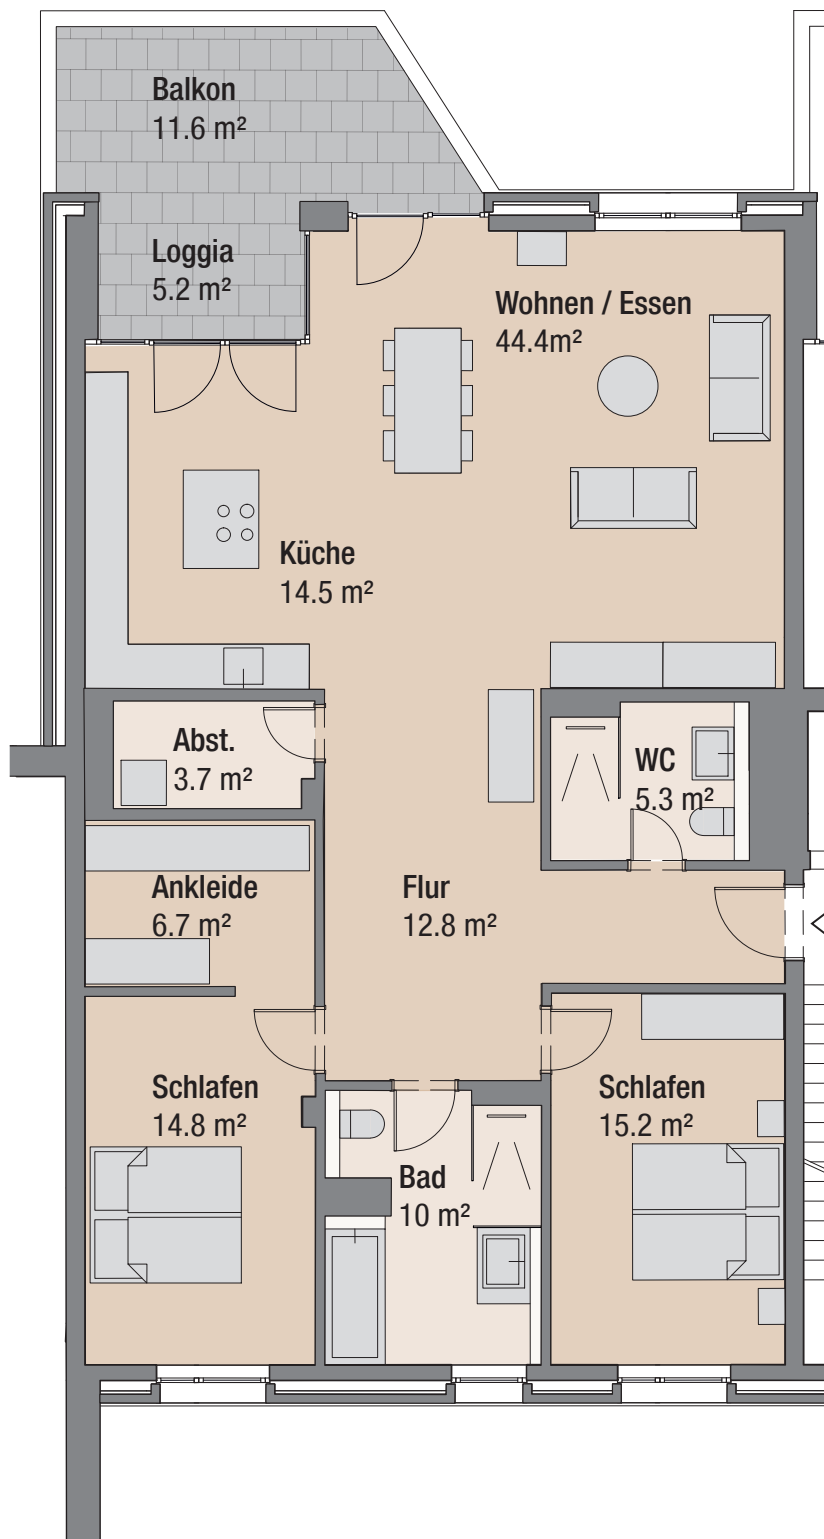 Balkon
11.6 m²
Loggia
5.2 m²
Wohnen / Essen
44.4m²
Küche
14.5 m²
Abst.
3.7 m²
WC
5.3 m²
Ankleide
6.7 m²
Flur
12.8 m²
Schlafen
14.8 m²
Schlafen
15.2 m²
Bad
10 m²